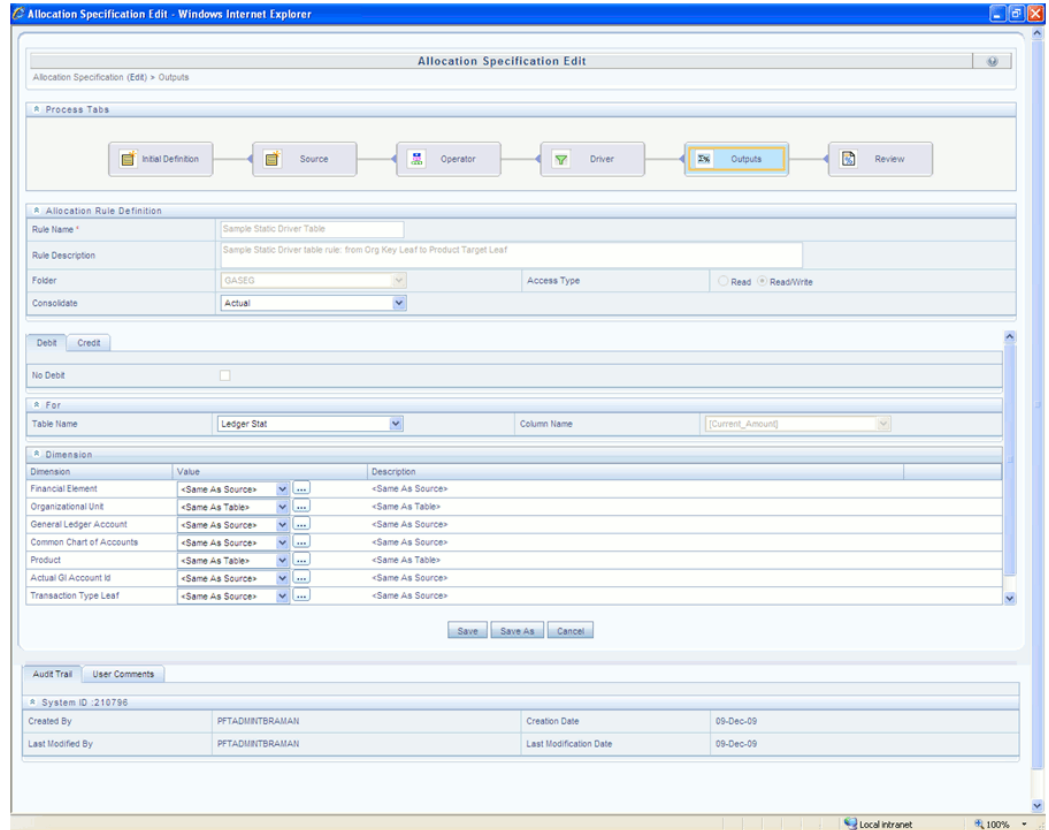 Allocation Specification Edit - Windows Internet Explorer
Allocation Specification Edit
Allocation Specification (Edit) > Outputs
Process Tabs
Initial Definition
Source
Operator
Driver
Outputs
Review
Allocation Rule Definition
Rule Name *
Sample Static Driver Table
Rule Description
Sample Static Driver table rule: from Org Key Leaf to Product Target Leaf
Folder
GASEG
Access Type
Read
Read/Write
Consolidate
Actual
Debit
Credit
No Debit
For
Table Name
Ledger Stat
Column Name
[Current_Amount]
Dimension
Dimension Value Description
Financial Element <Same As Source> ... <Same As Source>
Organizational Unit <Same As Table> ... <Same As Table>
General Ledger Account <Same As Source> ... <Same As Source>
Common Chart of Accounts <Same As Source> ... <Same As Source>
Product <Same As Table> ... <Same As Table>
Actual Gl Account Id <Same As Source> ... <Same As Source>
Transaction Type Leaf <Same As Source> ... <Same As Source>
Save
Save As
Cancel
Audit Trail
User Comments
System ID :210796
Created By PFTADMINTBRAMAN Creation Date 09-Dec-09
Last Modified By PFTADMINTBRAMAN Last Modification Date 09-Dec-09
Local intranet
100%